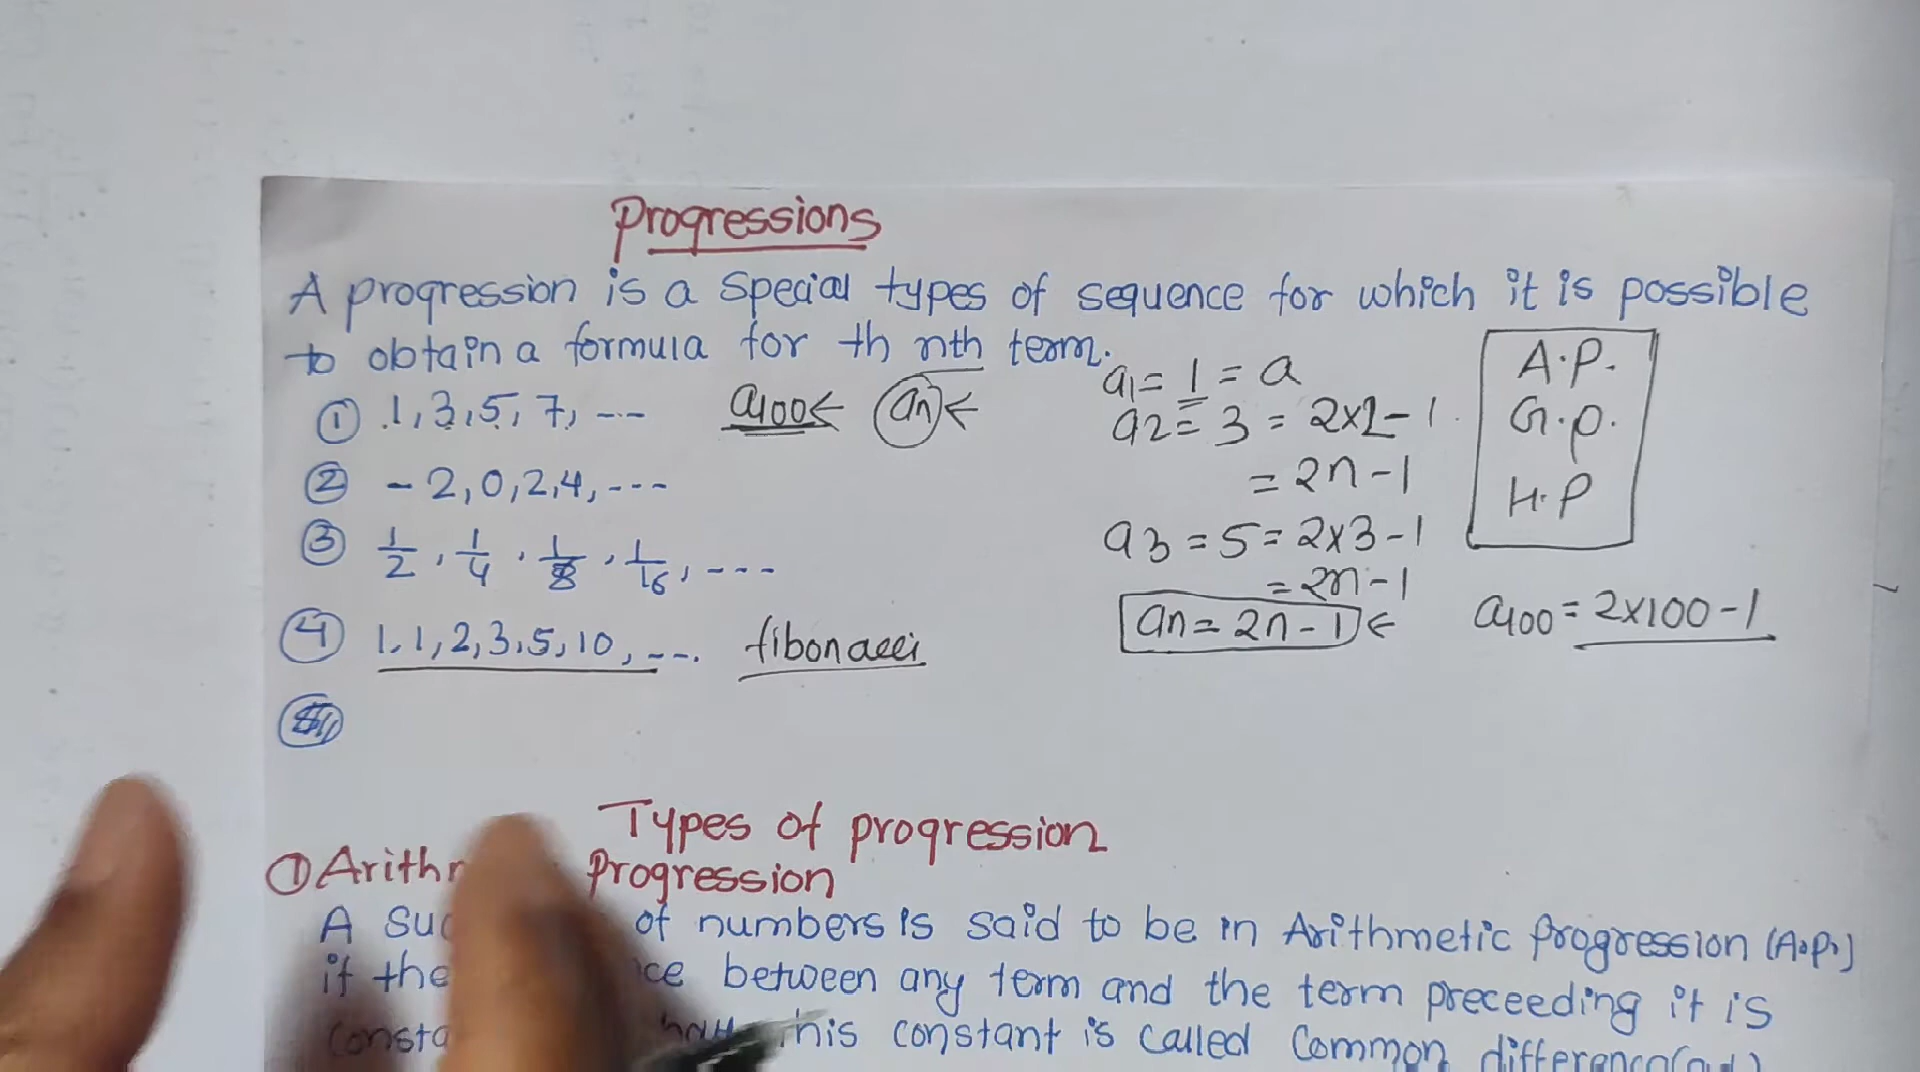 Progressions
A progression is a special types of sequence for which it is possible
to obtain a formula for th nth term.
① 1, 3, 5, 7, ---- a100← an←
② -2, 0, 2, 4, ---
③ 1/2, 1/4, 1/8, 1/16, ----
④ 1, 1, 2, 3, 5, 10, ---. fibonacci
a1 = 1 = a
a2 = 3 = 2×2-1
= 2n-1
a3 = 5 = 2×3-1
= 2n-1
an = 2n-1 ←
A.P.
G.P.
H.P
a100 = 2×100-1
Types of progression
① Progression
A of numbers is said to be in Arithmetic progression (A.P.)
if the between any term and the term preceeding it is
this constant is called common